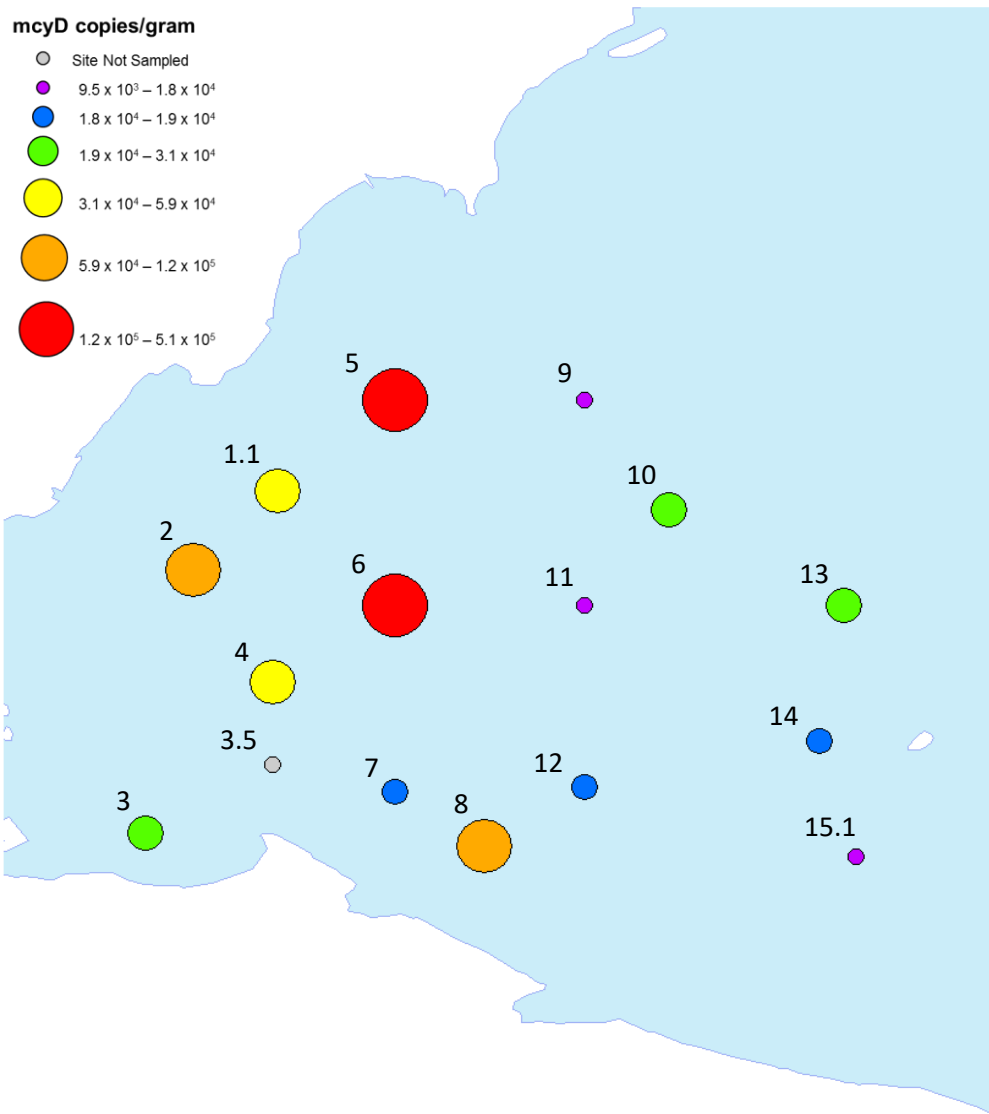 mcyD copies/gram
Site Not Sampled
9.5 x 10³ – 1.8 x 10⁴
1.8 x 10⁴ – 1.9 x 10⁴
1.9 x 10⁴ – 3.1 x 10⁴
3.1 x 10⁴ – 5.9 x 10⁴
5.9 x 10⁴ – 1.2 x 10⁵
1.2 x 10⁵ – 5.1 x 10⁵
5
9
1.1
10
2
6
11
13
4
14
3.5
7
12
3
8
15.1